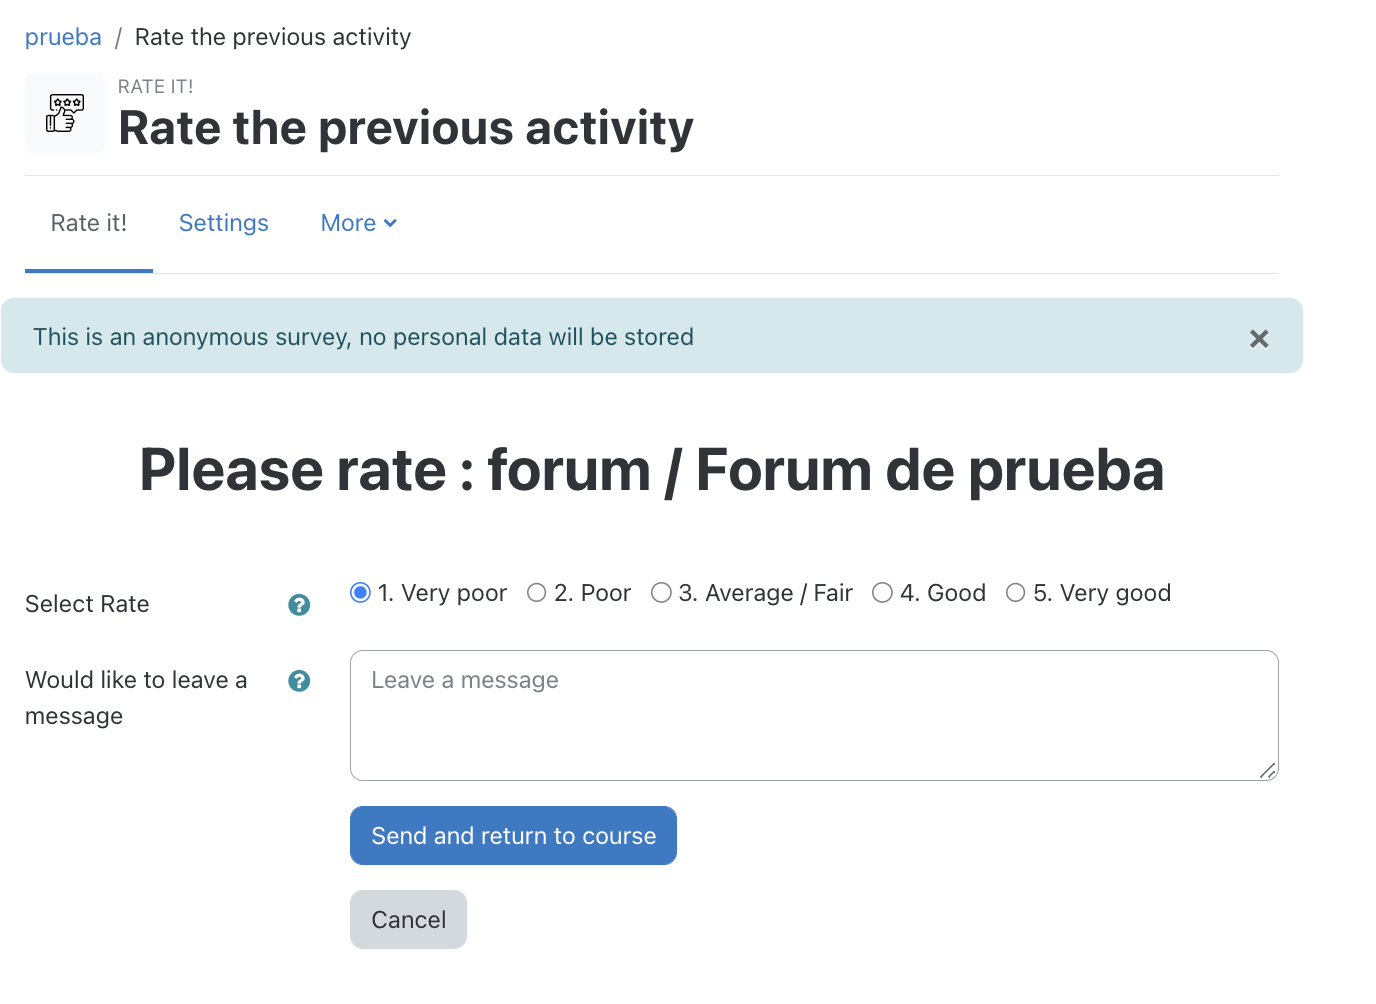 prueba / Rate the previous activity
RATE IT!
Rate the previous activity
Rate it! Settings More
This is an anonymous survey, no personal data will be stored
Please rate : forum / Forum de prueba
Select Rate 1. Very poor 2. Poor 3. Average / Fair 4. Good 5. Very good
Would like to leave a
message
Leave a message
Send and return to course
Cancel